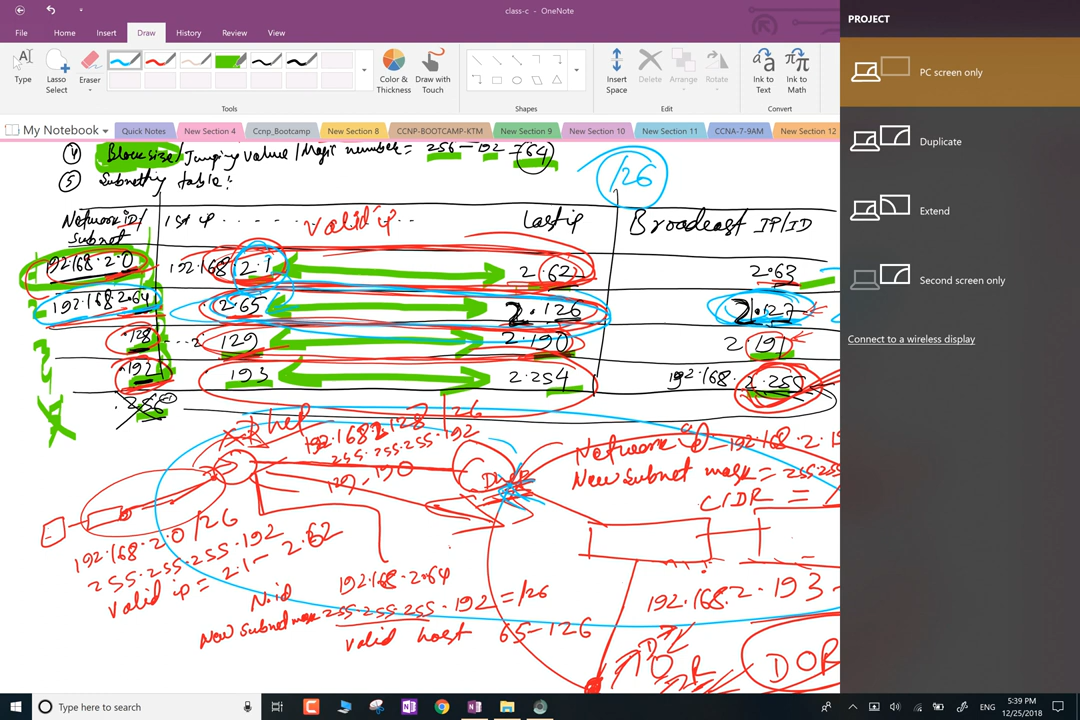 class-c - OneNote
File Home Insert Draw History Review View
Type
Lasso Select
Eraser
Color & Thickness
Draw with Touch
Insert Space
Delete
Arrange
Rotate
Ink to Text
Ink to Math
Tools
Shapes
Edit
Convert
My Notebook
Quick Notes New Section 4 Ccnp_Bootcamp New Section 8 CCNP-BOOTCAMP-KTM New Section 9 New Section 10 New Section 11 CCNA-7-9AM New Section 12
4 Block size/Jumping value/Magic number = 256-192 = 64
/26
5 Subnetting table:
Network ID/ Subnet
1st ip ....
Valid ip ...
Last ip
Broadcast IP/ID
192.168.2.0 192.168.2.1 2.62 2.63
192.168.2.64 2.65 2.126 2.127
.128 129 2.190 2.191
.192 193 2.254 192.168.2.255
.256
192.168.2.128/26
255.255.255.192
129-190
192.168.2.0/26
255.255.255.192
Valid ip = 2.1- 2.62
N.id 192.168.2.64
New Subnet mask 255.255.255.192 = /26
Valid host 65-126
Network id - 192.168.2.19
New Subnet mask = 255.255
CIDR =
192.168.2.193-
DOR
PROJECT
PC screen only
Duplicate
Extend
Second screen only
Connect to a wireless display
Type here to search
ENG
5:39 PM
12/25/2018